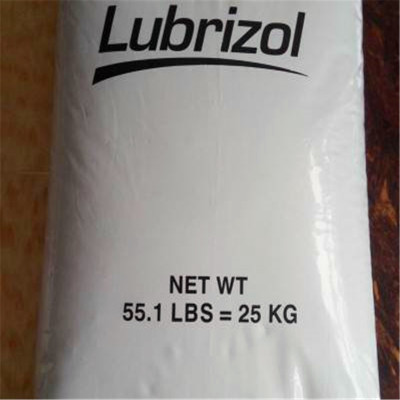 Lubrizol
NET WT
55.1 LBS = 25 KG